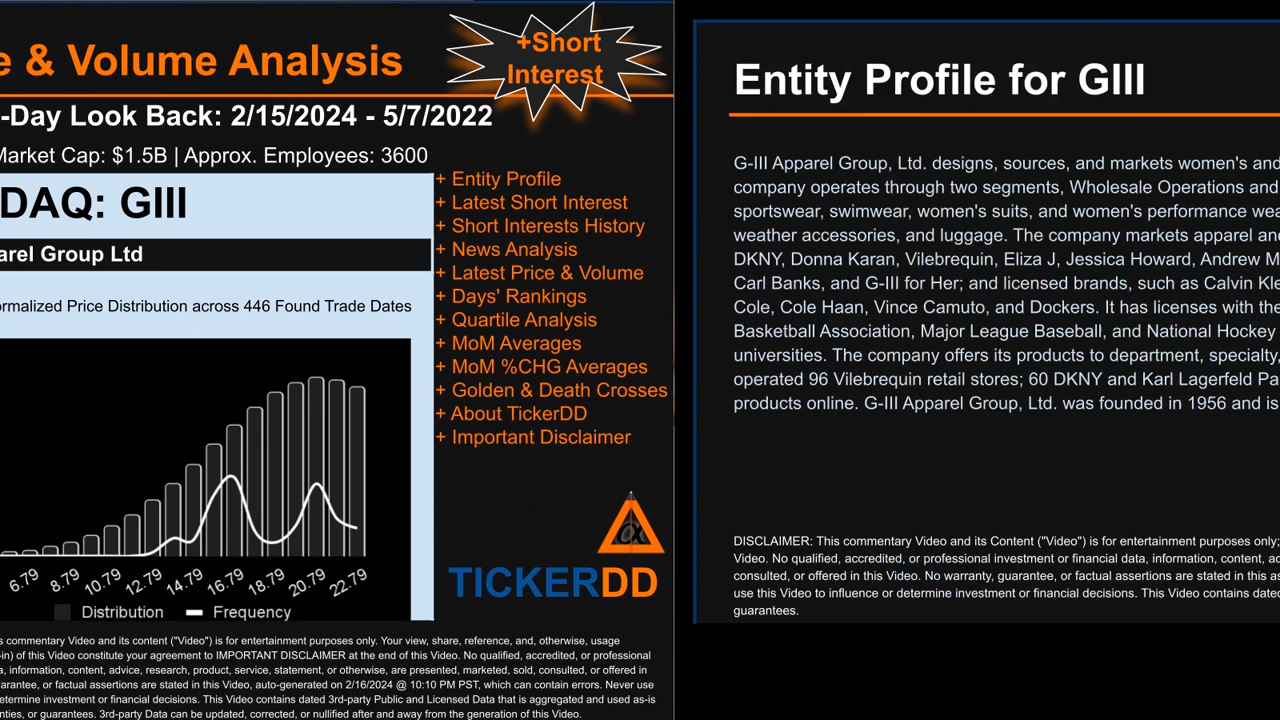 e & Volume Analysis
+Short
Interest
-Day Look Back: 2/15/2024 - 5/7/2022
Market Cap: $1.5B | Approx. Employees: 3600
DAQ: GIII
arel Group Ltd
ormalized Price Distribution across 446 Found Trade Dates
6.79 8.79 10.79 12.79 14.79 16.79 18.79 20.79 22.79
Distribution Frequency
+ Entity Profile
+ Latest Short Interest
+ Short Interests History
+ News Analysis
+ Latest Price & Volume
+ Days' Rankings
+ Quartile Analysis
+ MoM Averages
+ MoM %CHG Averages
+ Golden & Death Crosses
+ About TickerDD
+ Important Disclaimer
TICKERDD
s commentary Video and its content ("Video") is for entertainment purposes only. Your view, share, reference, and, otherwise, usage
-in) of this Video constitute your agreement to IMPORTANT DISCLAIMER at the end of this Video. No qualified, accredited, or professional
a, information, content, advice, research, product, service, statement, or otherwise, are presented, marketed, sold, consulted, or offered in
arantee, or factual assertions are stated in this Video, auto-generated on 2/16/2024 @ 10:10 PM PST, which can contain errors. Never use
etermine investment or financial decisions. This Video contains dated 3rd-party Public and Licensed Data that is aggregated and used as-is
nties, or guarantees. 3rd-party Data can be updated, corrected, or nullified after and away from the generation of this Video.
Entity Profile for GIII
G-III Apparel Group, Ltd. designs, sources, and markets women's and
company operates through two segments, Wholesale Operations and
sportswear, swimwear, women's suits, and women's performance wea
weather accessories, and luggage. The company markets apparel and
DKNY, Donna Karan, Vilebrequin, Eliza J, Jessica Howard, Andrew M
Carl Banks, and G-III for Her; and licensed brands, such as Calvin Kle
Cole, Cole Haan, Vince Camuto, and Dockers. It has licenses with the
Basketball Association, Major League Baseball, and National Hockey
universities. The company offers its products to department, specialty,
operated 96 Vilebrequin retail stores; 60 DKNY and Karl Lagerfeld Pa
products online. G-III Apparel Group, Ltd. was founded in 1956 and is
DISCLAIMER: This commentary Video and its Content ("Video") is for entertainment purposes only;
Video. No qualified, accredited, or professional investment or financial data, information, content, ad
consulted, or offered in this Video. No warranty, guarantee, or factual assertions are stated in this as
use this Video to influence or determine investment or financial decisions. This Video contains dated
guarantees.